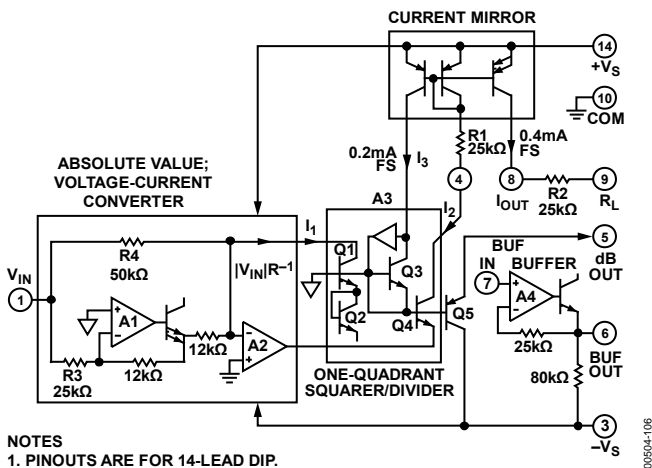 CURRENT MIRROR
14
+VS
10
COM
R1
25kΩ
0.2mA
FS
I3
0.4mA
FS
4
8
IOUT
R2
25kΩ
9
RL
ABSOLUTE VALUE;
VOLTAGE-CURRENT
CONVERTER
A3
I1
I2
5
dB
OUT
R4
50kΩ
|VIN|R–1
Q1
Q2
Q3
Q4
Q5
BUF
IN
7
BUFFER
A4
VIN
1
A1
12kΩ
A2
R3
25kΩ
12kΩ
25kΩ
6
BUF
OUT
80kΩ
ONE-QUADRANT
SQUARER/DIVIDER
3
–VS
NOTES
1. PINOUTS ARE FOR 14-LEAD DIP.
00504-106